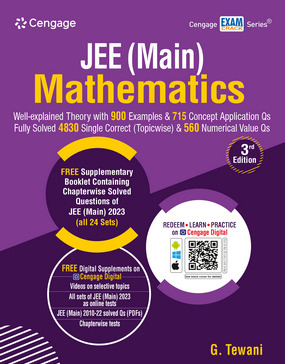 Cengage
Cengage EXAM CRACK Series®
JEE (Main)
Mathematics
Well-explained Theory with 900 Examples & 715 Concept Application Qs
Fully Solved 4830 Single Correct (Topicwise) & 560 Numerical Value Qs
3rd
Edition
FREE Supplementary
Booklet Containing
Chapterwise Solved
Questions of
JEE (Main) 2023
(all 24 Sets)
REDEEM • LEARN • PRACTICE
on Cengage Digital
FREE Digital Supplements on
Cengage Digital
Videos on selective topics
All sets of JEE (Main) 2023
as online tests
JEE (Main) 2010-22 solved Qs (PDFs)
Chapterwise tests
G. Tewani